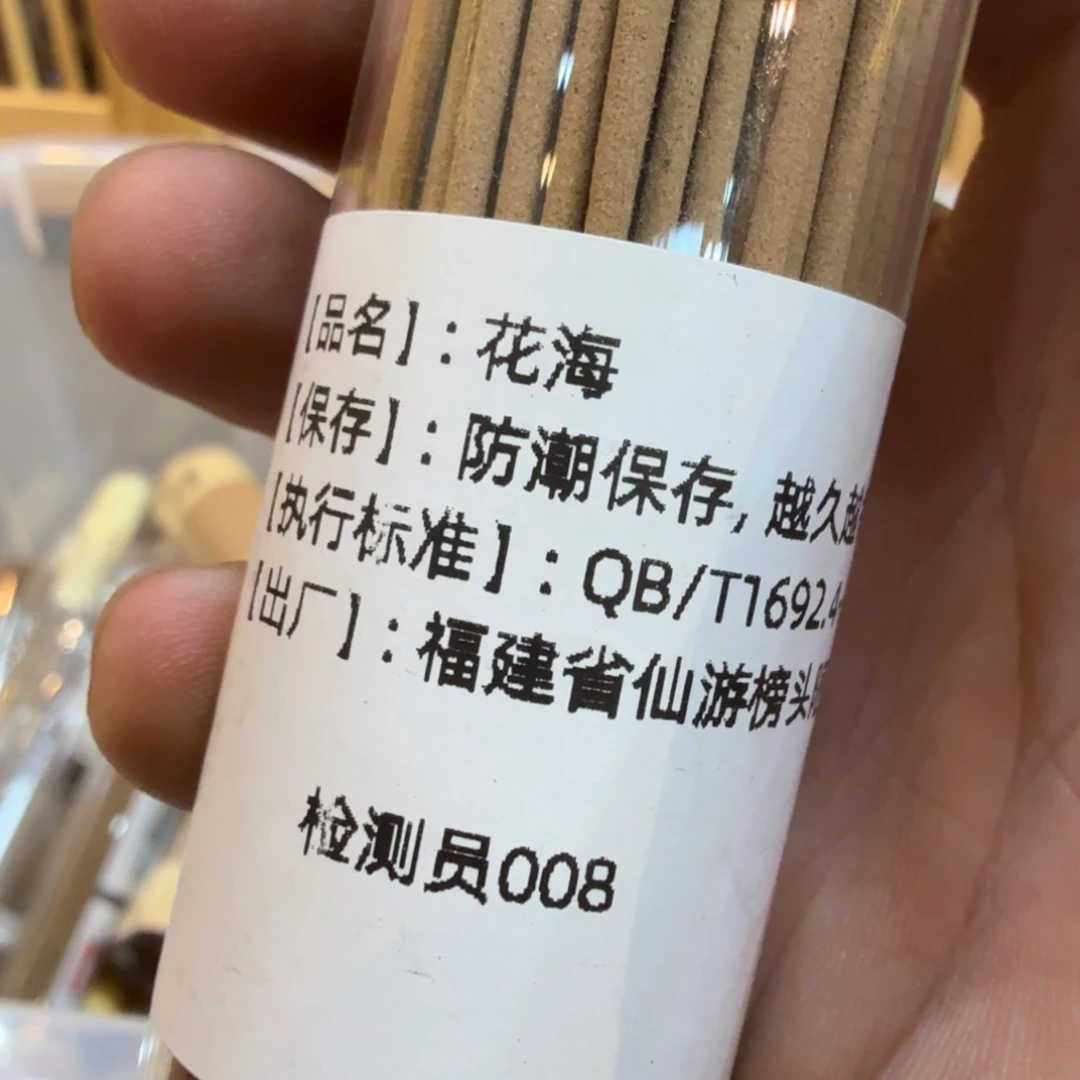 【品名】：花海
【保存】：防潮保存, 越久越
【执行标准】：QB/T1692.4
【出厂】：福建省仙游榜头
检测员008